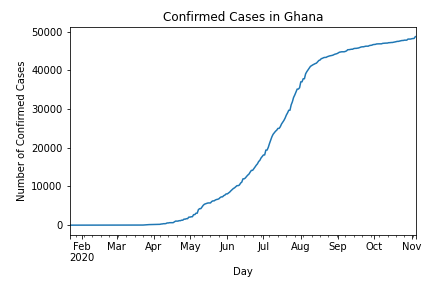 Confirmed Cases in Ghana
50000
40000
30000
20000
10000
0
Number of Confirmed Cases
Feb Mar Apr May Jun Jul Aug Sep Oct Nov
2020
Day